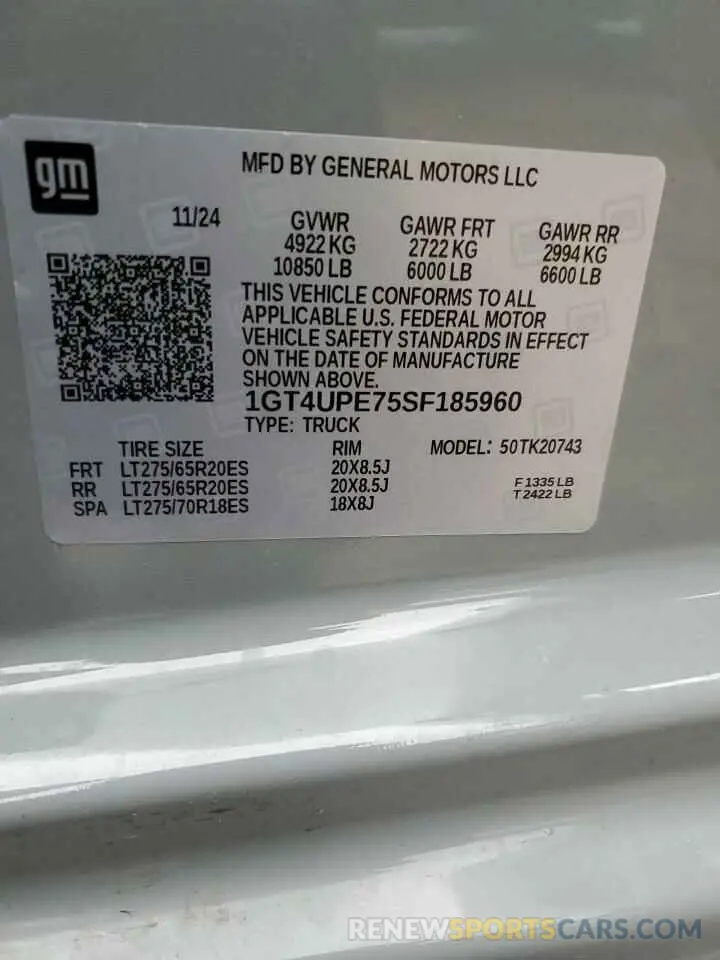 gm
MFD BY GENERAL MOTORS LLC
11/24 GVWR GAWR FRT GAWR RR
4922 KG 2722 KG 2994 KG
10850 LB 6000 LB 6600 LB
THIS VEHICLE CONFORMS TO ALL
APPLICABLE U.S. FEDERAL MOTOR
VEHICLE SAFETY STANDARDS IN EFFECT
ON THE DATE OF MANUFACTURE
SHOWN ABOVE.
1GT4UPE75SF185960
TYPE: TRUCK
TIRE SIZE RIM MODEL: 50TK20743
FRT LT275/65R20ES 20X8.5J F 1335 LB
RR LT275/65R20ES 20X8.5J T 2422 LB
SPA LT275/70R18ES 18X8J
RENEWSPORTSCARS.COM